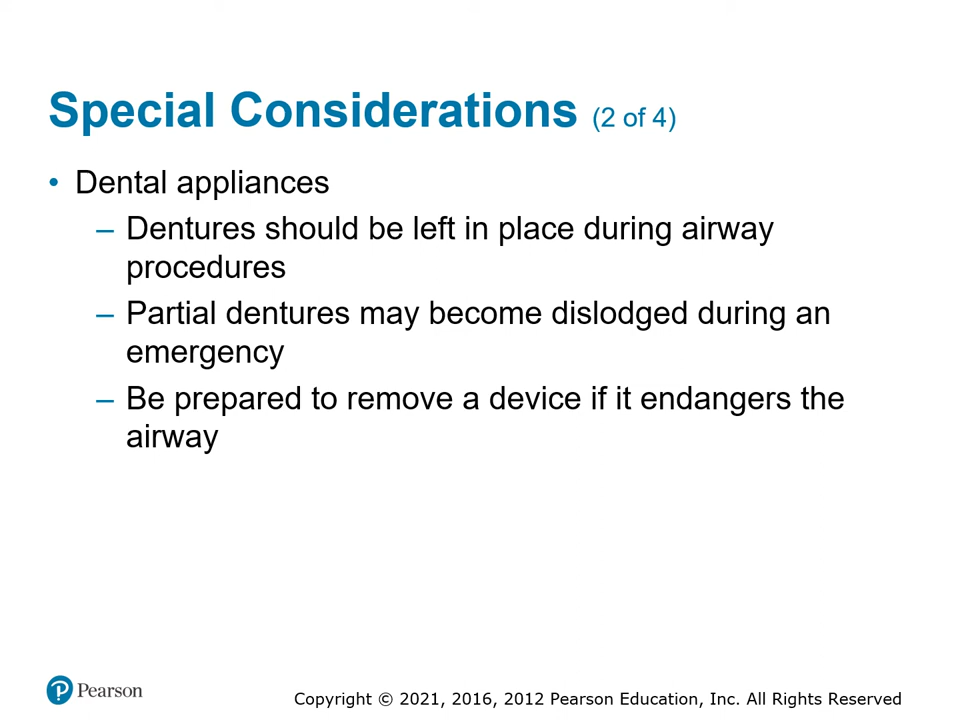 Special Considerations (2 of 4)
• Dental appliances
– Dentures should be left in place during airway
procedures
– Partial dentures may become dislodged during an
emergency
– Be prepared to remove a device if it endangers the
airway
Pearson
Copyright © 2021, 2016, 2012 Pearson Education, Inc. All Rights Reserved